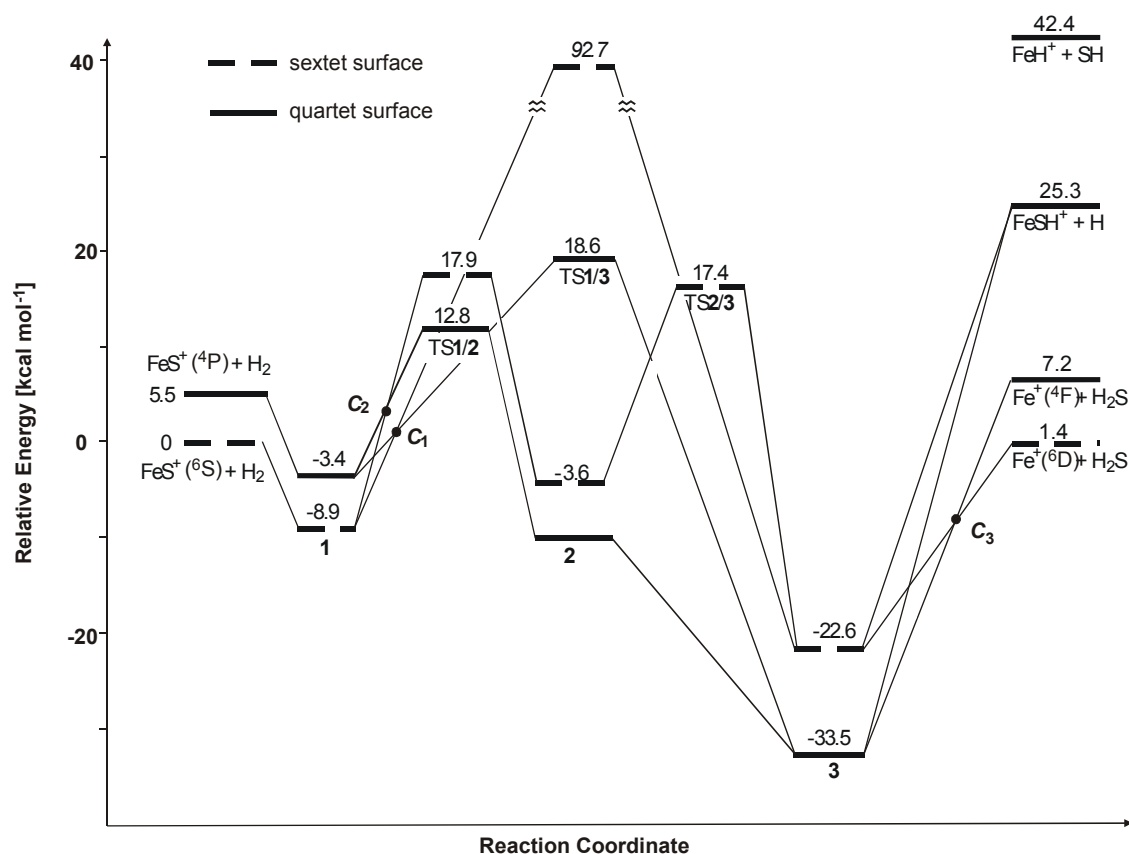 42.4
FeH⁺ + SH
40
sextet surface
92.7
quartet surface
25.3
FeSH⁺ + H
20
17.9
18.6
TS1/3
17.4
TS2/3
12.8
TS1/2
FeS⁺ (⁴P) + H₂
5.5
7.2
Fe⁺(⁴F) + H₂S
C₂
C₁
0
FeS⁺ (⁶S) + H₂
1.4
Fe⁺(⁶D) + H₂S
-3.4
-3.6
-8.9
1
2
C₃
-20
-22.6
-33.5
3
Relative Energy [kcal mol⁻¹]
Reaction Coordinate